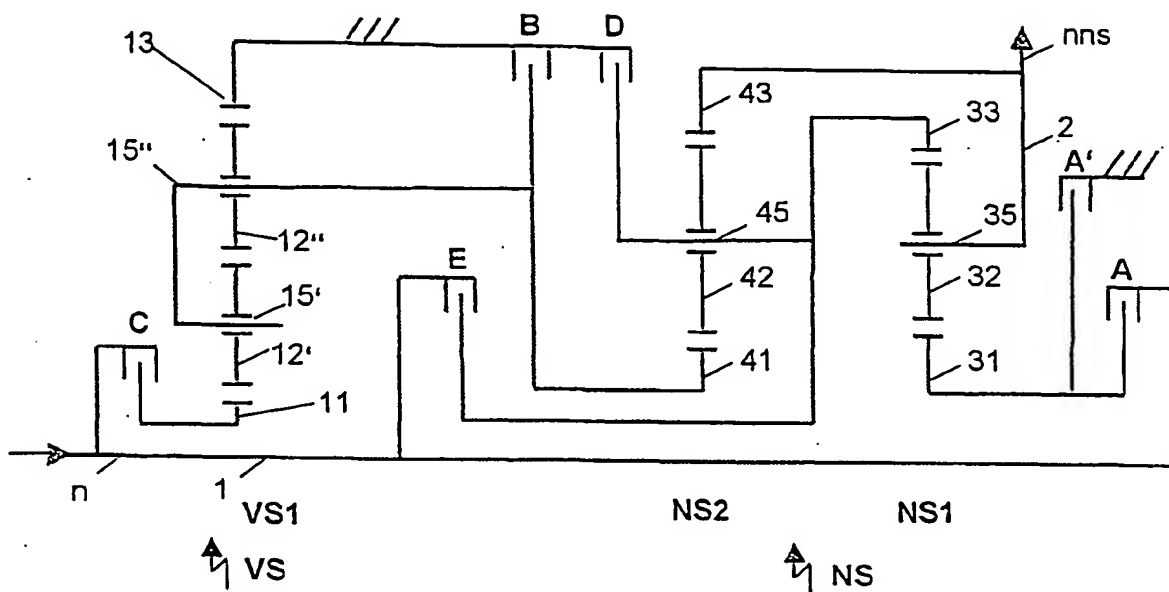 B D nns
13
43 33 2
15" A'
45 35
12" E
C 15' 42 32 A
12'
41 31
11
n 1
VS1 NS2 NS1
VS NS